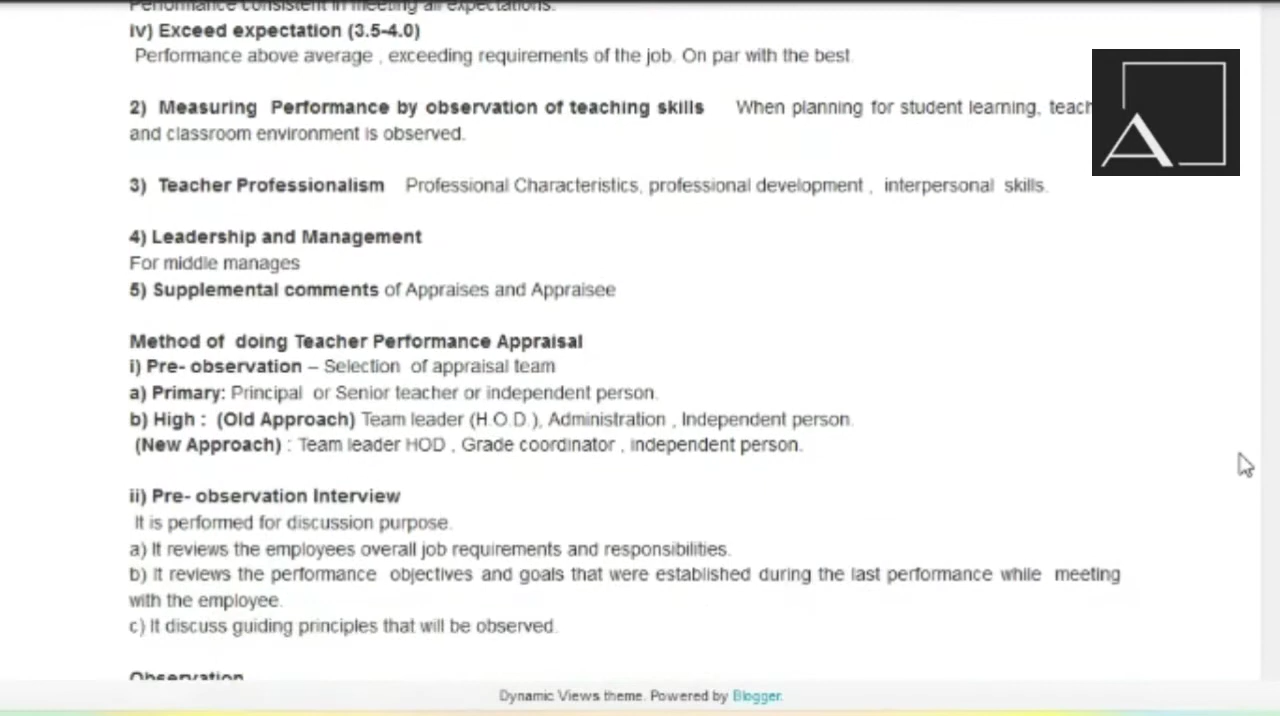 Performance consistent in meeting all expectations.
iv) Exceed expectation (3.5-4.0)
Performance above average , exceeding requirements of the job. On par with the best.
2) Measuring Performance by observation of teaching skills When planning for student learning,
and classroom environment is observed.
3) Teacher Professionalism Professional Characteristics, professional development , interpersonal skills.
4) Leadership and Management
For middle manages
5) Supplemental comments of Appraises and Appraisee
Method of doing Teacher Performance Appraisal
i) Pre- observation – Selection of appraisal team
a) Primary: Principal or Senior teacher or independent person.
b) High : (Old Approach) Team leader (H.O.D.), Administration , Independent person.
(New Approach) : Team leader HOD , Grade coordinator , independent person.
ii) Pre- observation Interview
It is performed for discussion purpose.
a) It reviews the employees overall job requirements and responsibilities.
b) It reviews the performance objectives and goals that were established during the last performance while meeting
with the employee.
c) It discuss guiding principles that will be observed.
Observation
Dynamic Views theme. Powered by Blogger.
A